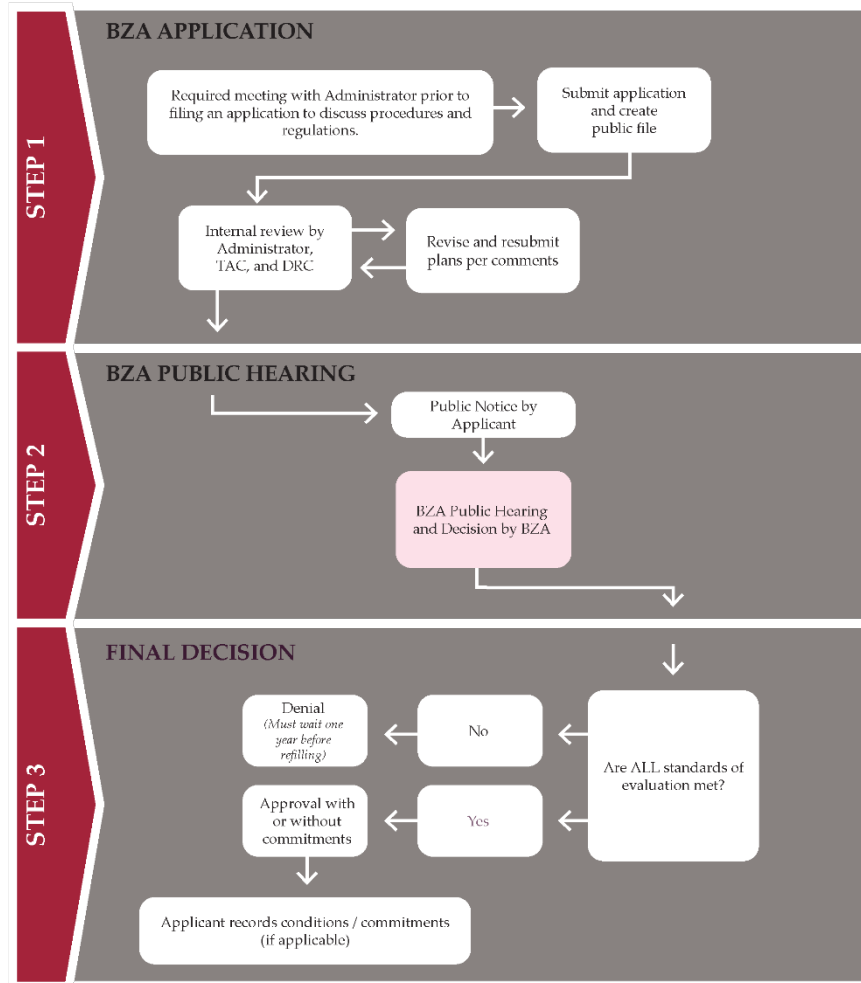 STEP 1
BZA APPLICATION
Required meeting with Administrator prior to
filing an application to discuss procedures and
regulations.
Submit application
and create
public file
Internal review by
Administrator,
TAC, and DRC
Revise and resubmit
plans per comments
STEP 2
BZA PUBLIC HEARING
Public Notice by
Applicant
BZA Public Hearing
and Decision by BZA
STEP 3
FINAL DECISION
Denial
(Must wait one
year before
refilling)
No
Are ALL standards of
evaluation met?
Approval with
or without
commitments
Yes
Applicant records conditions / commitments
(if applicable)